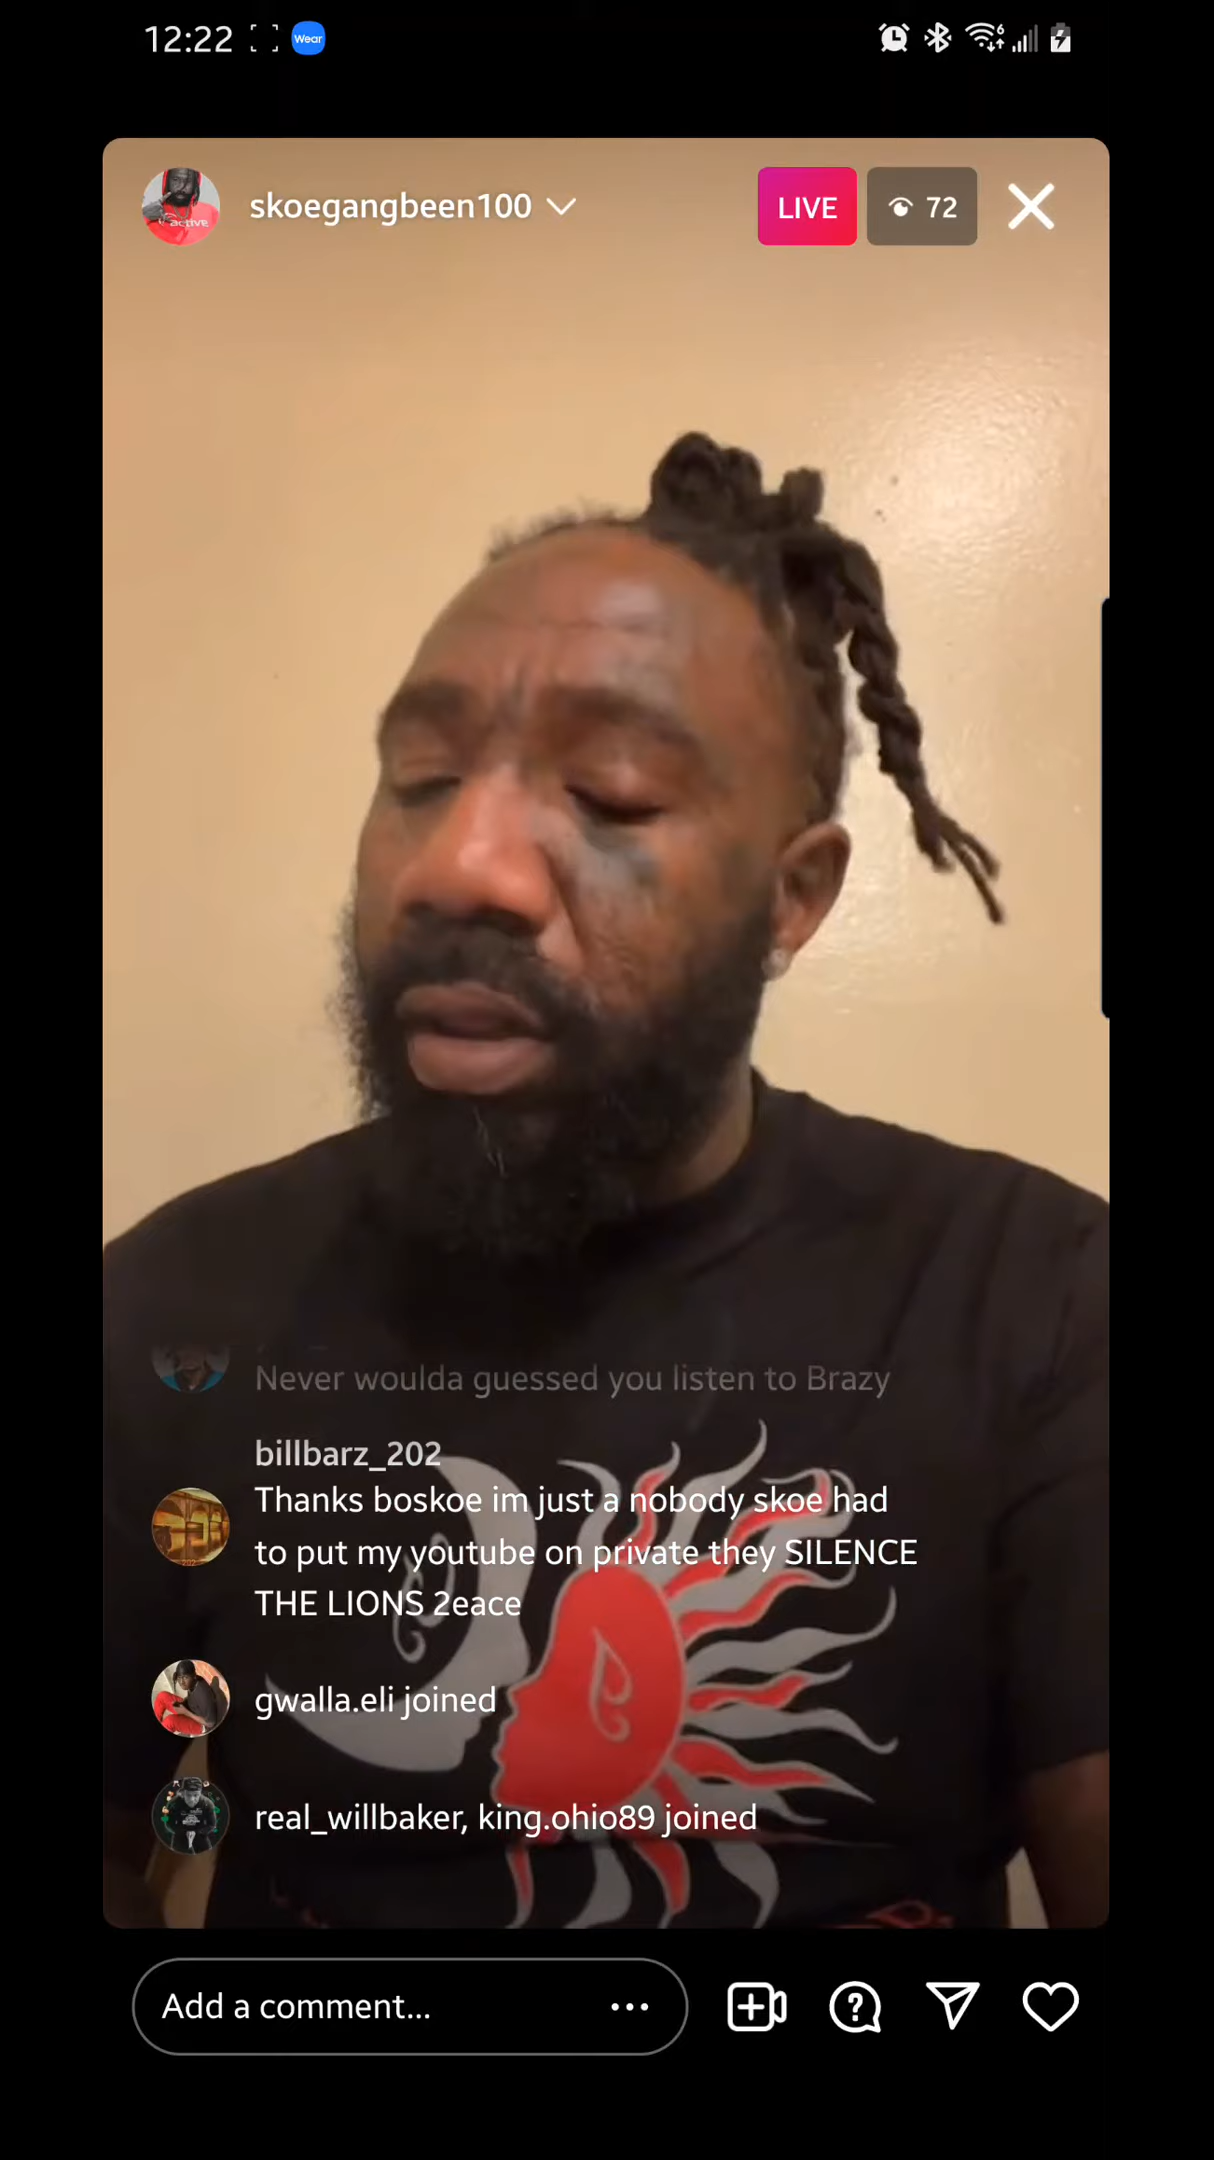 12:22
Wear
skoegangbeen100
LIVE
72
active
Never woulda guessed you listen to Brazy
billbarz_202
Thanks boskoe im just a nobody skoe had
to put my youtube on private they SILENCE
THE LIONS 2eace
gwalla.eli joined
real_willbaker, king.ohio89 joined
Add a comment...